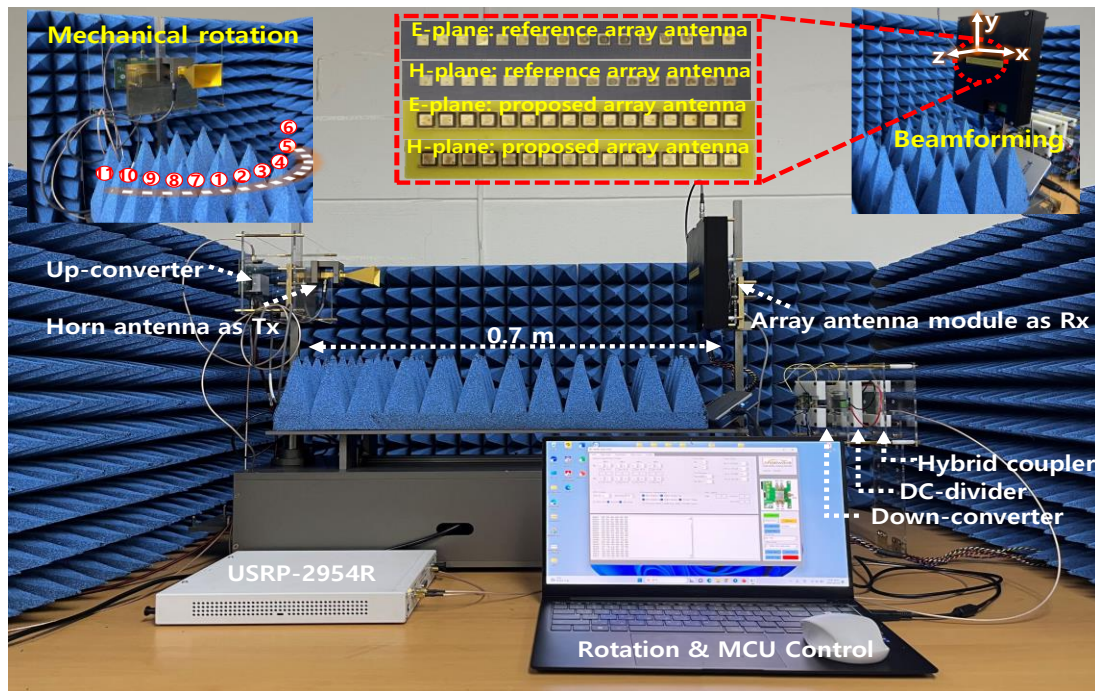 Mechanical rotation
⑥
⑤
④
③
②
①
⑦
⑧
⑨
⑩
⑪
E-plane: reference array antenna
H-plane: reference array antenna
E-plane: proposed array antenna
H-plane: proposed array antenna
y
z
x
Beamforming
Up-converter
Horn antenna as Tx
0.7 m
Array antenna module as Rx
Hybrid coupler
DC-divider
Down-converter
USRP-2954R
Rotation & MCU Control